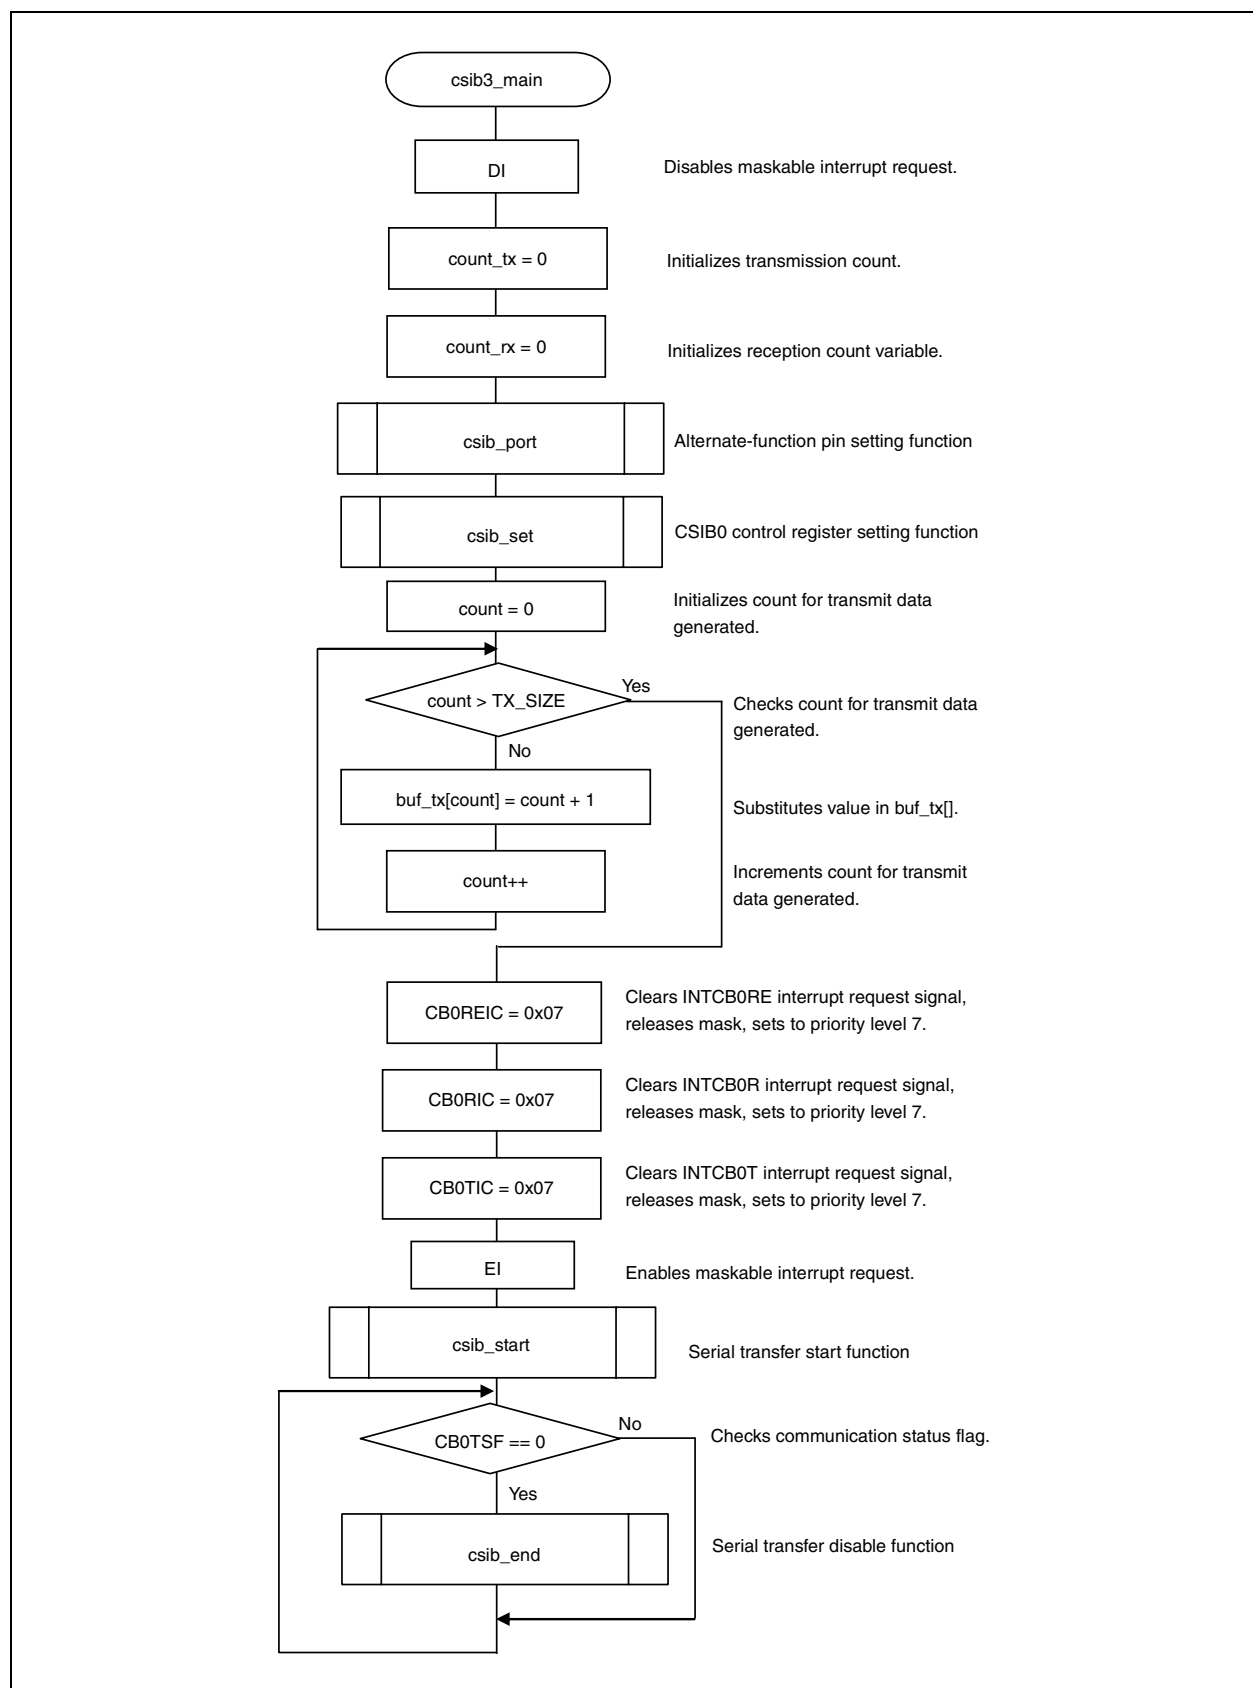 csib3_main
DI
Disables maskable interrupt request.
count_tx = 0
Initializes transmission count.
count_rx = 0
Initializes reception count variable.
csib_port
Alternate-function pin setting function
csib_set
CSIB0 control register setting function
count = 0
Initializes count for transmit data
generated.
count > TX_SIZE
Yes
Checks count for transmit data
generated.
No
buf_tx[count] = count + 1
Substitutes value in buf_tx[].
count++
Increments count for transmit
data generated.
CB0REIC = 0x07
Clears INTCB0RE interrupt request signal,
releases mask, sets to priority level 7.
CB0RIC = 0x07
Clears INTCB0R interrupt request signal,
releases mask, sets to priority level 7.
CB0TIC = 0x07
Clears INTCB0T interrupt request signal,
releases mask, sets to priority level 7.
EI
Enables maskable interrupt request.
csib_start
Serial transfer start function
CB0TSF == 0
No
Checks communication status flag.
Yes
csib_end
Serial transfer disable function